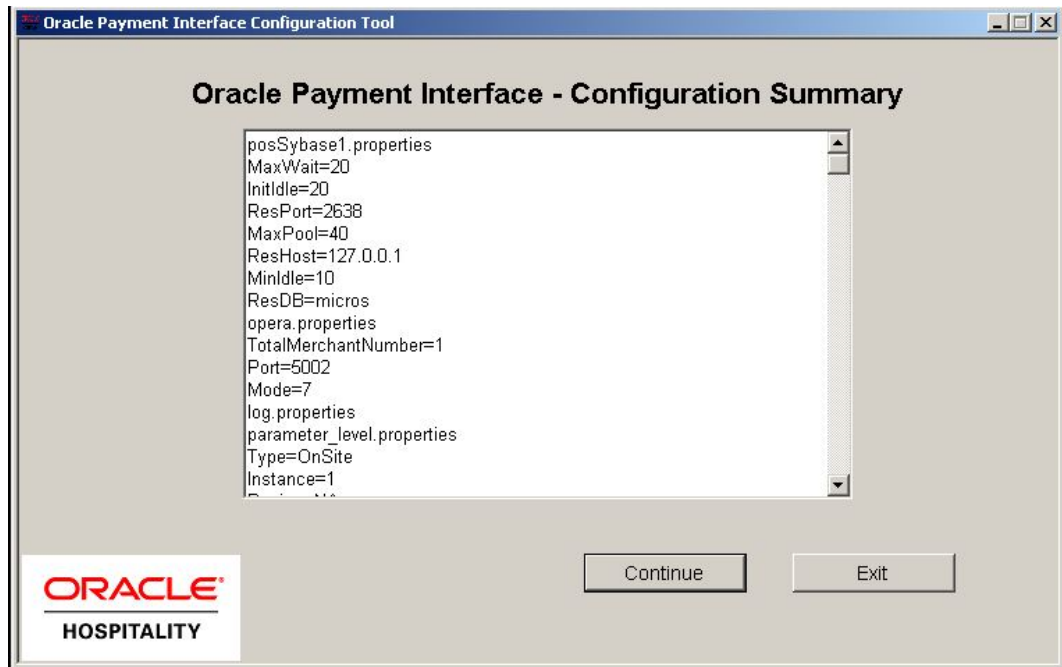 Oracle Payment Interface Configuration Tool
Oracle Payment Interface - Configuration Summary
posSybase1.properties
MaxWait=20
InitIdle=20
ResPort=2638
MaxPool=40
ResHost=127.0.0.1
MinIdle=10
ResDB=micros
opera.properties
TotalMerchantNumber=1
Port=5002
Mode=7
log.properties
parameter_level.properties
Type=OnSite
Instance=1
Continue
Exit
ORACLE®
HOSPITALITY